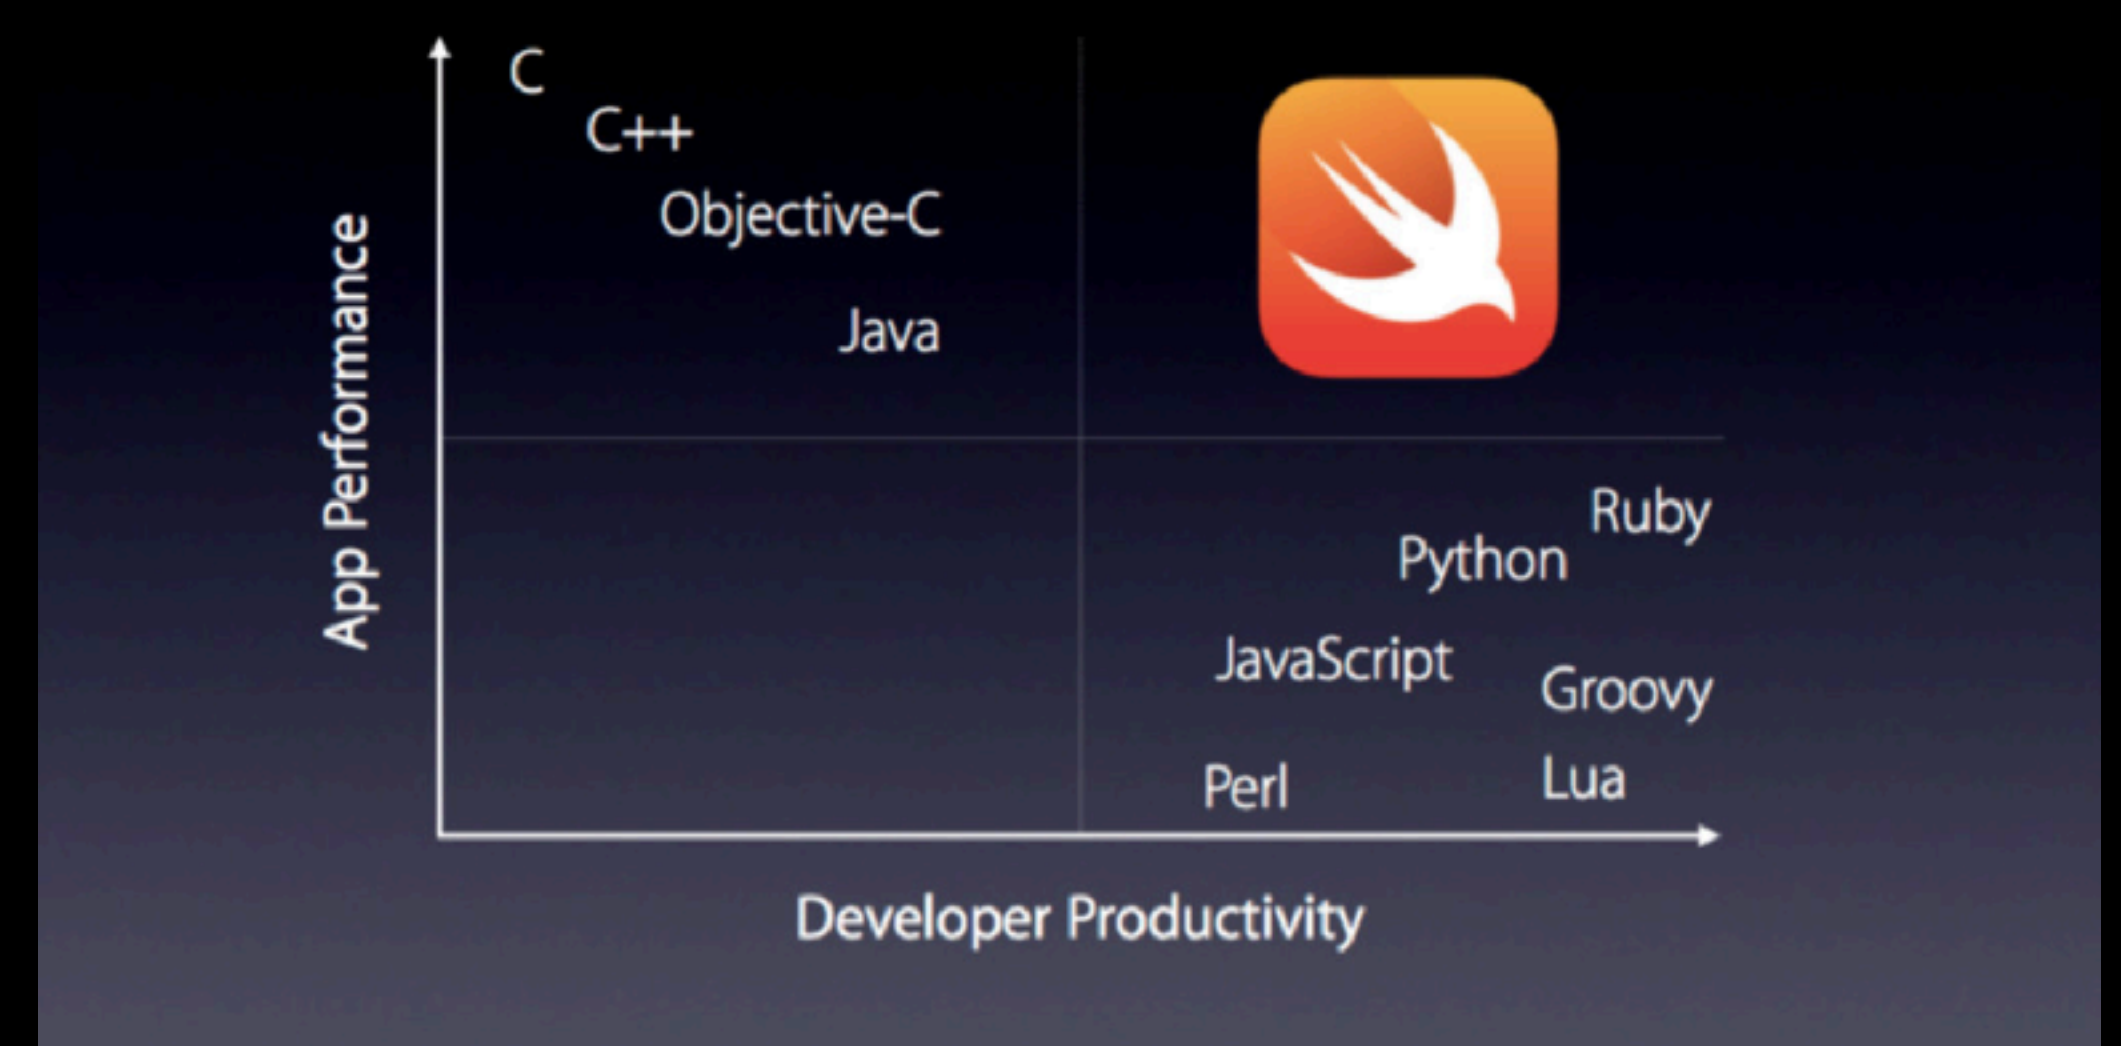 C
C++
Objective-C
Java
App Performance
Ruby
Python
JavaScript
Groovy
Perl
Lua
Developer Productivity